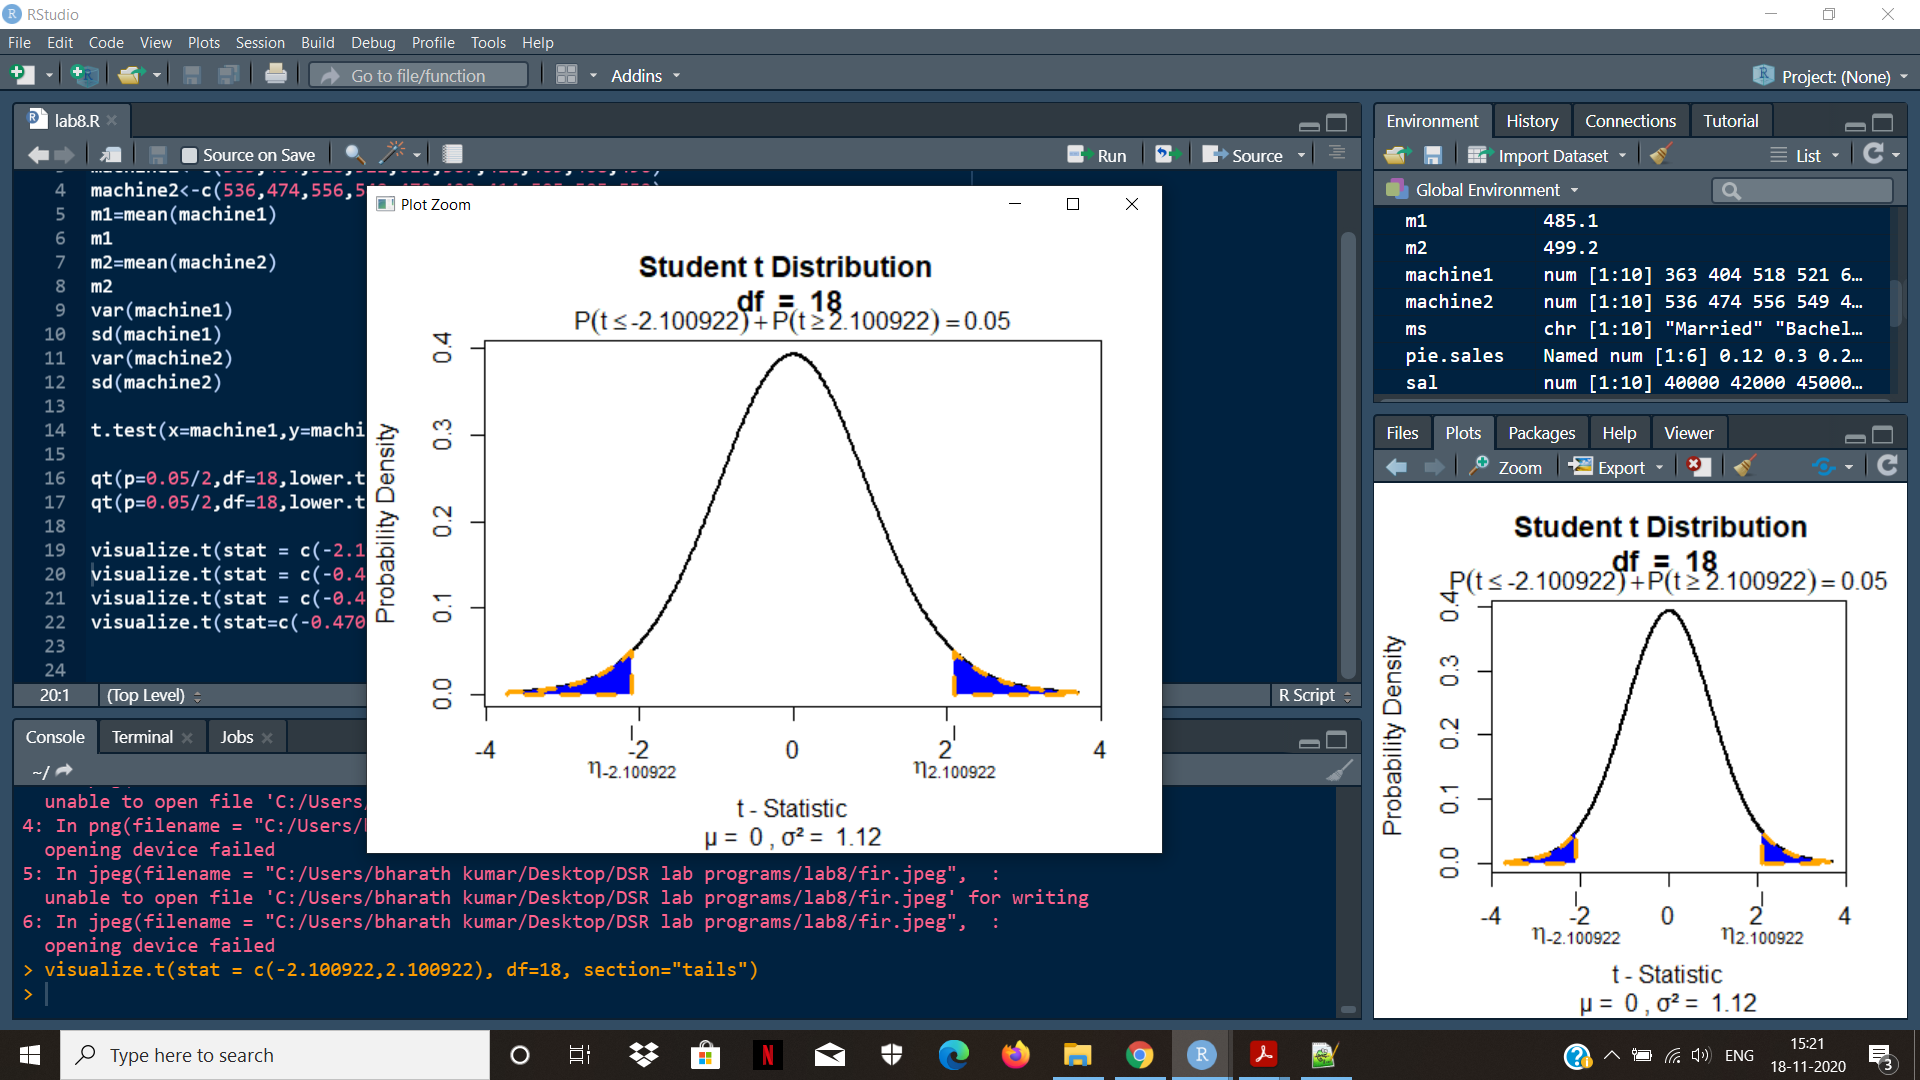 RStudio
File Edit Code View Plots Session Build Debug Profile Tools Help
Go to file/function Addins Project: (None)
lab8.R
Source on Save Run Source
4 machine2<-c(536,474,556,5
5 m1=mean(machine1)
6 m1
7 m2=mean(machine2)
8 m2
9 var(machine1)
10 sd(machine1)
11 var(machine2)
12 sd(machine2)
13
14 t.test(x=machine1,y=machi
15
16 qt(p=0.05/2,df=18,lower.t
17 qt(p=0.05/2,df=18,lower.t
18
19 visualize.t(stat = c(-2.1
20 visualize.t(stat = c(-0.4
21 visualize.t(stat = c(-0.4
22 visualize.t(stat=c(-0.470
23
24
20:1 (Top Level) R Script
Plot Zoom
Student t Distribution
df = 18
P(t ≤ -2.100922) + P(t ≥ 2.100922) = 0.05
Probability Density
0.4
0.3
0.2
0.1
0.0
-4 -2 0 2 4
η-2.100922 η2.100922
t - Statistic
μ = 0 , σ² = 1.12
Console Terminal Jobs
~/
unable to open file 'C:/Users/
4: In png(filename = "C:/Users/
opening device failed
5: In jpeg(filename = "C:/Users/bharath kumar/Desktop/DSR lab programs/lab8/fir.jpeg", :
unable to open file 'C:/Users/bharath kumar/Desktop/DSR lab programs/lab8/fir.jpeg' for writing
6: In jpeg(filename = "C:/Users/bharath kumar/Desktop/DSR lab programs/lab8/fir.jpeg", :
opening device failed
> visualize.t(stat = c(-2.100922,2.100922), df=18, section="tails")
>
Environment History Connections Tutorial
Import Dataset List
Global Environment
m1 485.1
m2 499.2
machine1 num [1:10] 363 404 518 521 6…
machine2 num [1:10] 536 474 556 549 4…
ms chr [1:10] "Married" "Bachel…
pie.sales Named num [1:6] 0.12 0.3 0.2…
sal num [1:10] 40000 42000 45000…
Files Plots Packages Help Viewer
Zoom Export
Student t Distribution
df = 18
P(t ≤ -2.100922) + P(t ≥ 2.100922) = 0.05
Probability Density
0.4
0.3
0.2
0.1
0.0
-4 -2 0 2 4
η-2.100922 η2.100922
t - Statistic
μ = 0 , σ² = 1.12
Type here to search
ENG
15:21
18-11-2020
3